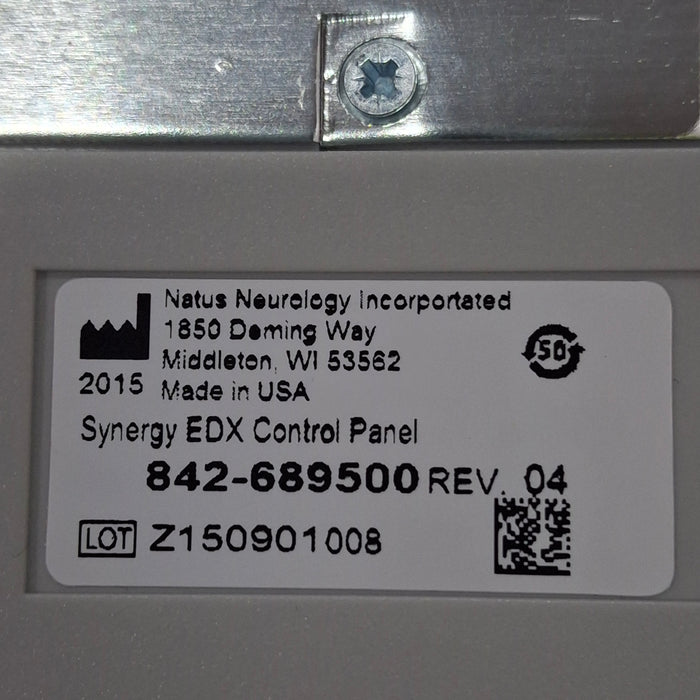 Natus Neurology Incorportated
1850 Deming Way
Middleton, WI 53562
2015 Made in USA
50
Synergy EDX Control Panel
842-689500 REV. 04
LOT Z150901008